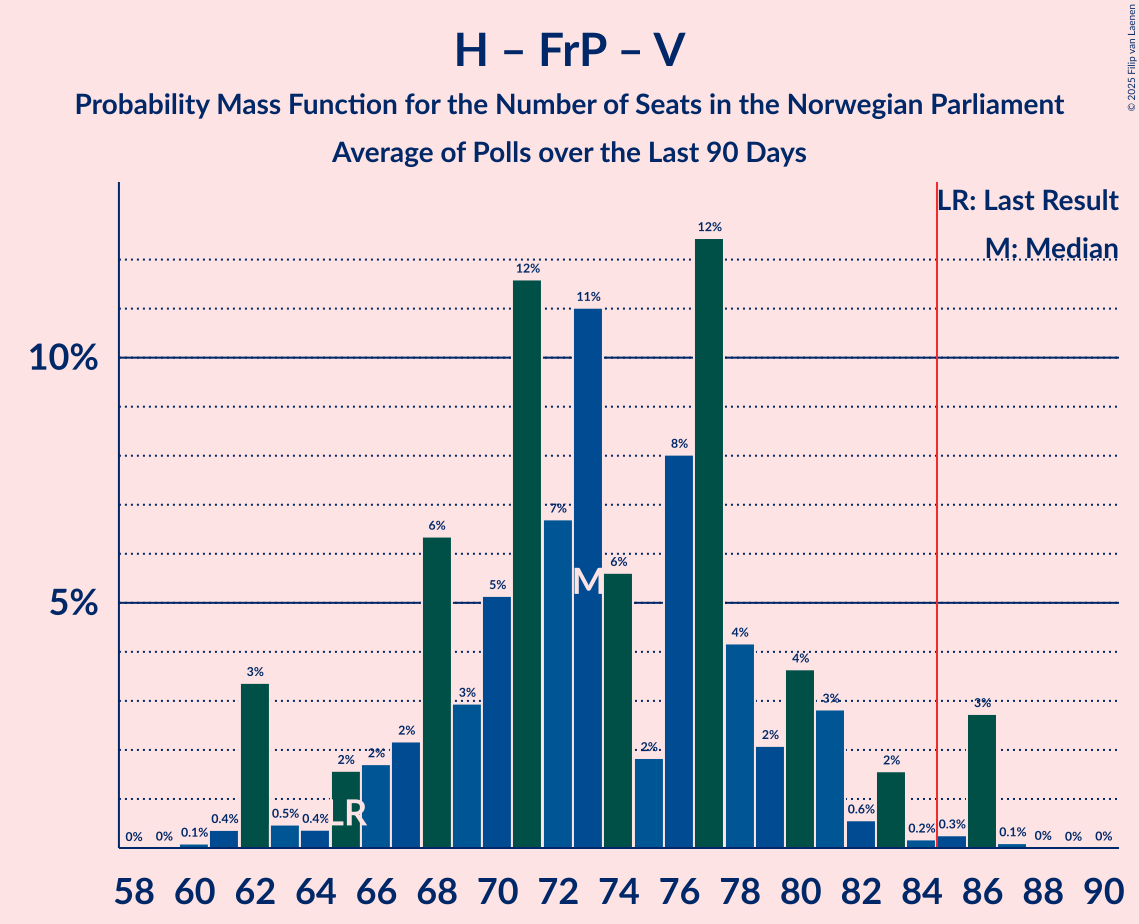 H – FrP – V
Probability Mass Function for the Number of Seats in the Norwegian Parliament
Average of Polls over the Last 90 Days
© 2025 Filip van Laenen
LR: Last Result
M: Median
10%
5%
0% 0% 0.1% 0.4% 3% 0.5% 0.4% 2% 2% 2% 6% 3% 5% 12% 7% 11% 6% 2% 8% 12% 4% 2% 4% 3% 0.6% 2% 0.2% 0.3% 3% 0.1% 0% 0% 0%
M
LR
58 60 62 64 66 68 70 72 74 76 78 80 82 84 86 88 90